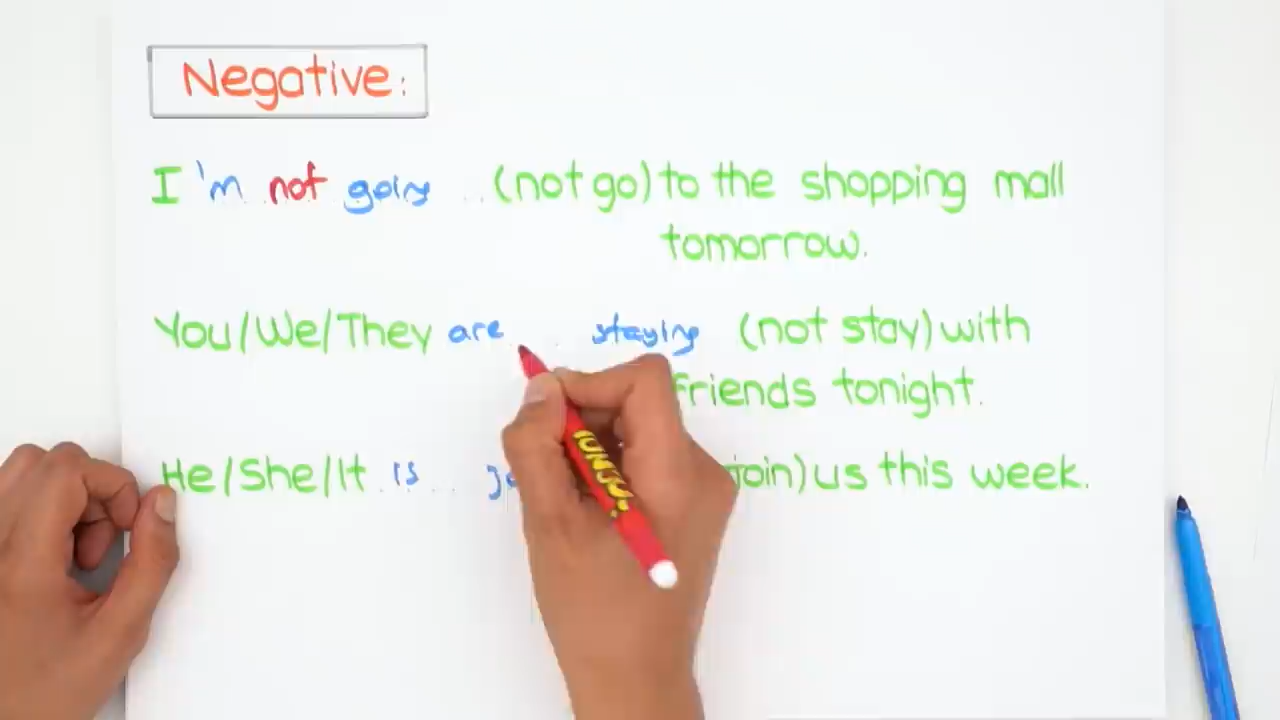 Negative:
I 'm not going (not go) to the shopping mall
tomorrow.
You/We/They are staying (not stay) with
friends tonight.
He/She/It is join) us this week.